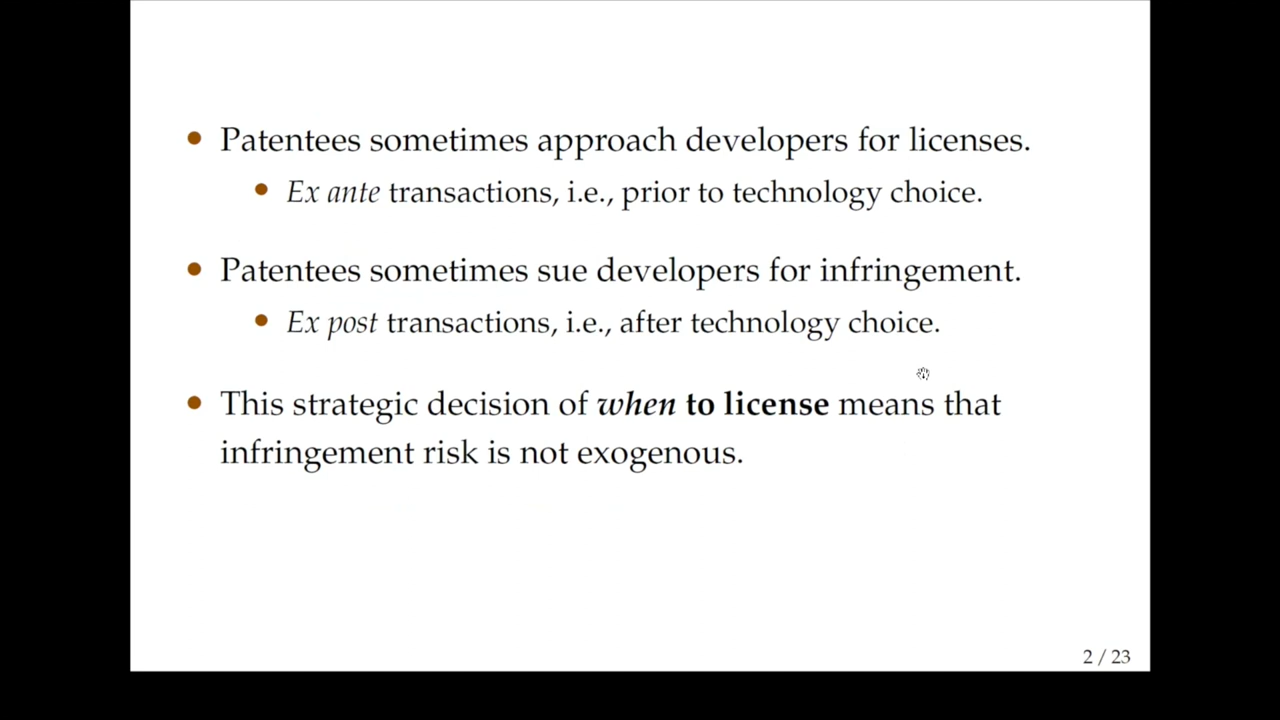 • Patentees sometimes approach developers for licenses.
• Ex ante transactions, i.e., prior to technology choice.
• Patentees sometimes sue developers for infringement.
• Ex post transactions, i.e., after technology choice.
• This strategic decision of when to license means that
infringement risk is not exogenous.
2 / 23